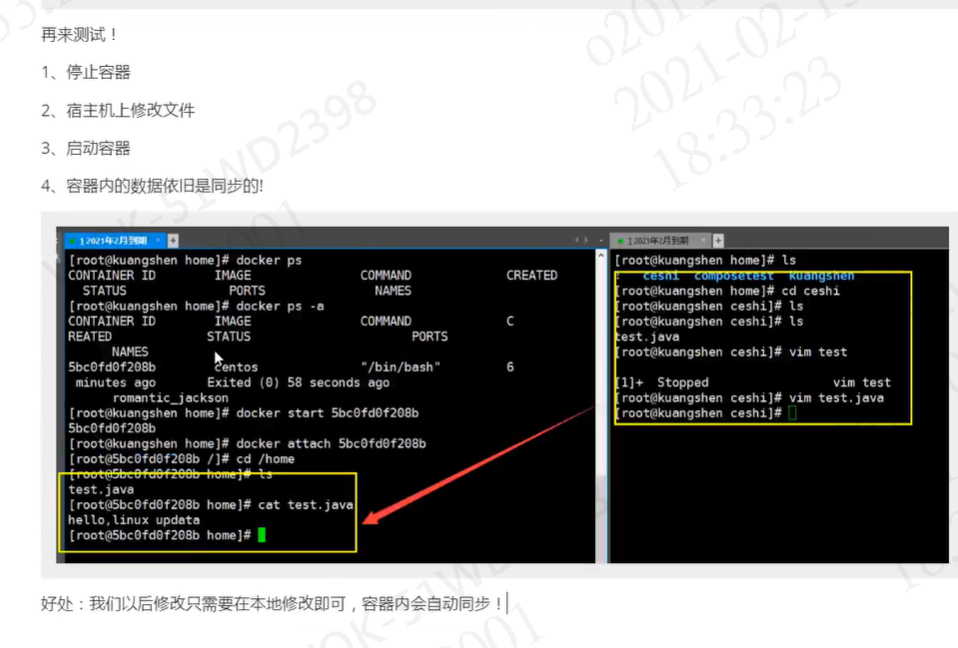 再来测试！
1、停止容器
2、宿主机上修改文件
3、启动容器
4、容器内的数据依旧是同步的!
1 2021年2月到期
[root@kuangshen home]# docker ps
CONTAINER ID IMAGE COMMAND CREATED
STATUS PORTS NAMES
[root@kuangshen home]# docker ps -a
CONTAINER ID IMAGE COMMAND C
REATED STATUS PORTS
NAMES
5bc0fd0f208b centos "/bin/bash" 6
minutes ago Exited (0) 58 seconds ago
romantic_jackson
[root@kuangshen home]# docker start 5bc0fd0f208b
5bc0fd0f208b
[root@kuangshen home]# docker attach 5bc0fd0f208b
[root@5bc0fd0f208b /]# cd /home
[root@5bc0fd0f208b home]# ls
test.java
[root@5bc0fd0f208b home]# cat test.java
hello,linux updata
[root@5bc0fd0f208b home]#
1 2021年2月到期
[root@kuangshen home]# ls
ceshi composetest kuangshen
[root@kuangshen home]# cd ceshi
[root@kuangshen ceshi]# ls
[root@kuangshen ceshi]# ls
test.java
[root@kuangshen ceshi]# vim test
[1]+ Stopped vim test
[root@kuangshen ceshi]# vim test.java
[root@kuangshen ceshi]#
好处：我们以后修改只需要在本地修改即可，容器内会自动同步！
18:33:23